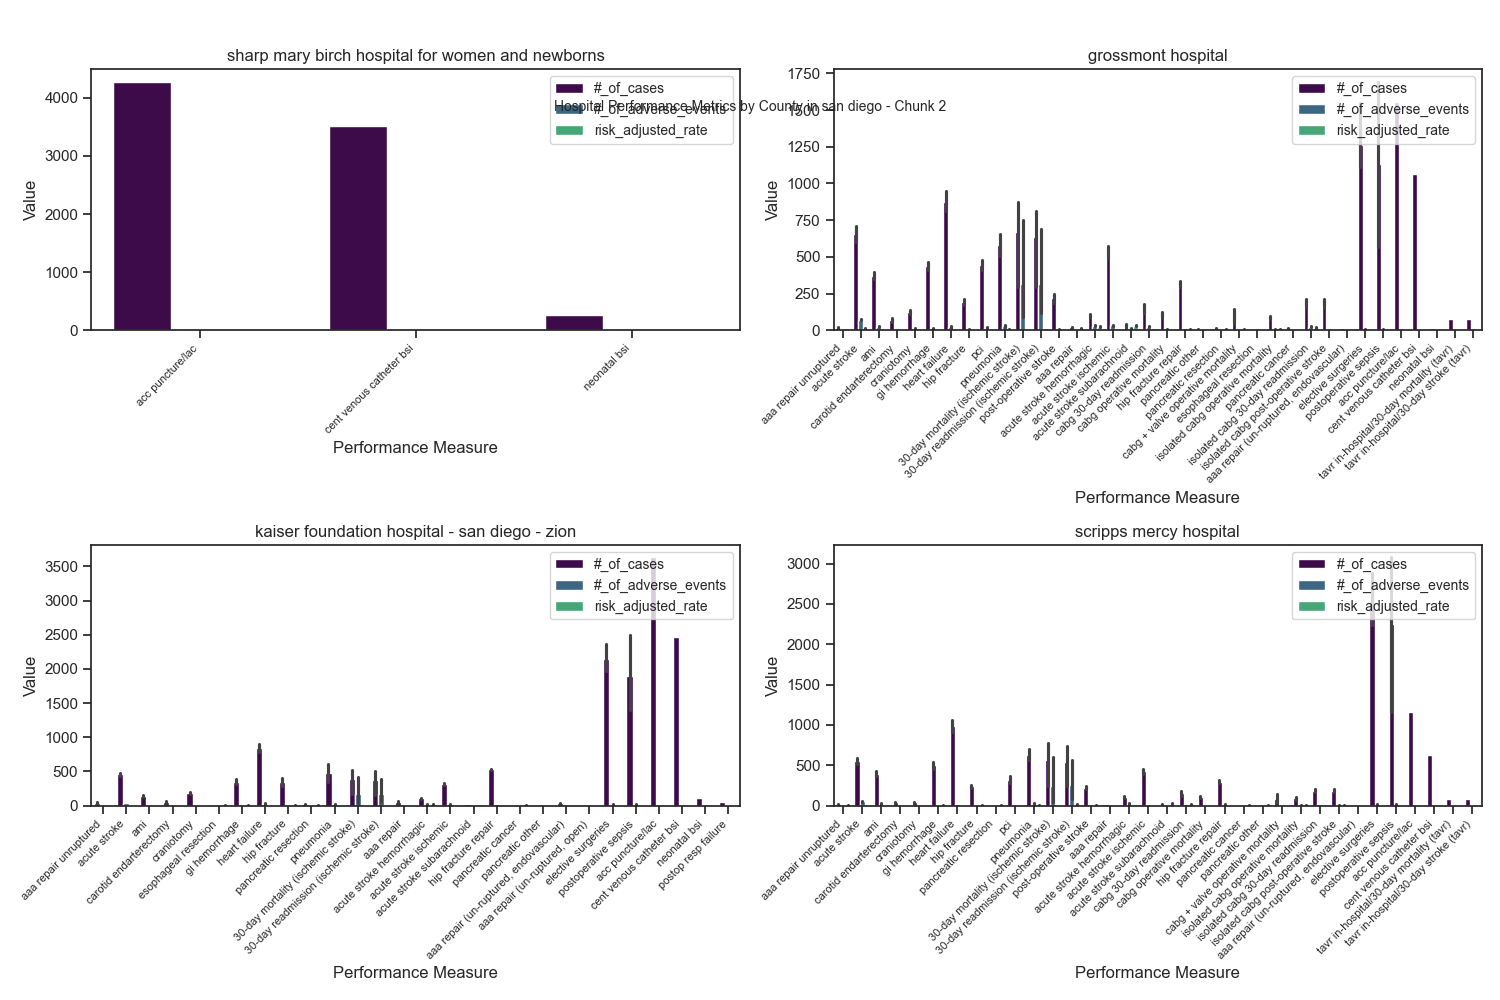 sharp mary birch hospital for women and newborns
Value
4000
3000
2000
1000
0
#_of_cases
#_of_adverse_events
risk_adjusted_rate
acc puncture/lac
cent venous catheter bsi
neonatal bsi
Performance Measure
Hospital Performance Metrics by County in san diego - Chunk 2
grossmont hospital
Value
1750
1500
1250
1000
750
500
250
0
#_of_cases
#_of_adverse_events
risk_adjusted_rate
aaa repair unruptured
acute stroke
ami
carotid endarterectomy
craniotomy
gi hemorrhage
heart failure
hip fracture
pci
pneumonia
30-day mortality (ischemic stroke)
30-day readmission (ischemic stroke)
post-operative stroke
aaa repair
acute stroke hemorrhagic
acute stroke ischemic
acute stroke subarachnoid
cabg 30-day readmission
cabg operative mortality
hip fracture repair
pancreatic other
pancreatic resection
cabg + valve operative mortality
esophageal resection
isolated cabg operative mortality
pancreatic cancer
isolated cabg 30-day readmission
isolated cabg post-operative stroke
aaa repair (un-ruptured, endovascular)
elective surgeries
postoperative sepsis
acc puncture/lac
cent venous catheter bsi
neonatal bsi
tavr in-hospital/30-day mortality (tavr)
tavr in-hospital/30-day stroke (tavr)
Performance Measure
kaiser foundation hospital - san diego - zion
Value
3500
3000
2500
2000
1500
1000
500
0
#_of_cases
#_of_adverse_events
risk_adjusted_rate
aaa repair unruptured
acute stroke
ami
carotid endarterectomy
craniotomy
esophageal resection
gi hemorrhage
heart failure
hip fracture
pancreatic resection
pneumonia
30-day mortality (ischemic stroke)
30-day readmission (ischemic stroke)
aaa repair
acute stroke hemorrhagic
acute stroke ischemic
acute stroke subarachnoid
hip fracture repair
pancreatic cancer
pancreatic other
aaa repair (un-ruptured, endovascular)
aaa repair (un-ruptured, open)
elective surgeries
postoperative sepsis
acc puncture/lac
cent venous catheter bsi
neonatal bsi
postop resp failure
Performance Measure
scripps mercy hospital
Value
3000
2500
2000
1500
1000
500
0
#_of_cases
#_of_adverse_events
risk_adjusted_rate
aaa repair unruptured
acute stroke
ami
carotid endarterectomy
craniotomy
gi hemorrhage
heart failure
hip fracture
pancreatic resection
pci
pneumonia
30-day mortality (ischemic stroke)
30-day readmission (ischemic stroke)
post-operative stroke
aaa repair
acute stroke hemorrhagic
acute stroke ischemic
acute stroke subarachnoid
cabg 30-day readmission
cabg operative mortality
hip fracture repair
pancreatic cancer
pancreatic other
cabg + valve operative mortality
isolated cabg operative mortality
isolated cabg 30-day readmission
isolated cabg post-operative stroke
aaa repair (un-ruptured, endovascular)
elective surgeries
postoperative sepsis
acc puncture/lac
cent venous catheter bsi
tavr in-hospital/30-day mortality (tavr)
tavr in-hospital/30-day stroke (tavr)
Performance Measure